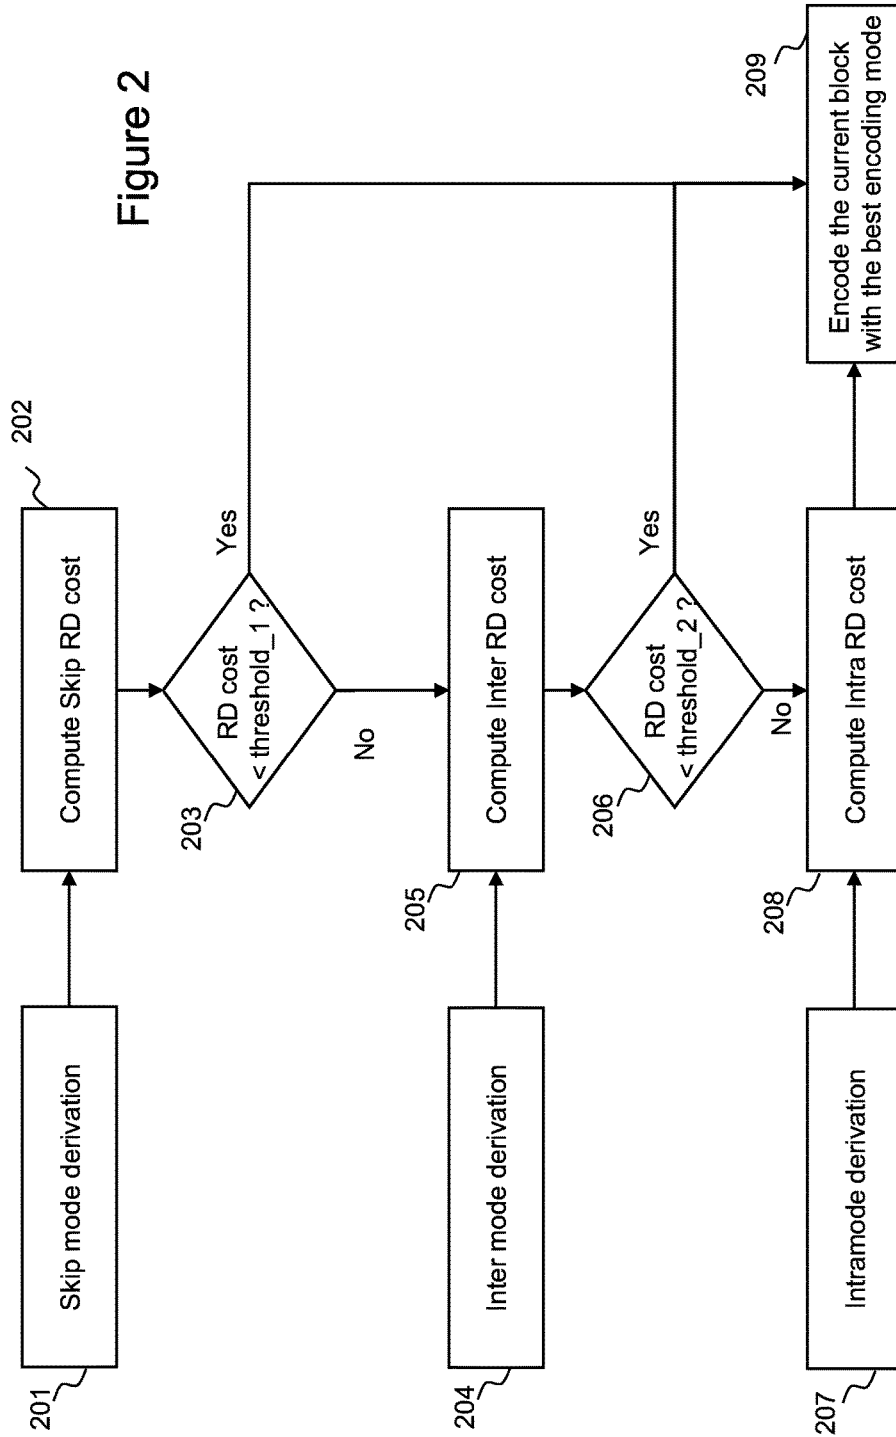 Figure 2
201
Skip mode derivation
Compute Skip RD cost
202
203
RD cost
< threshold_1 ?
Yes
No
204
Inter mode derivation
205
Compute Inter RD cost
206
RD cost
< threshold_2 ?
Yes
No
207
Intramode derivation
208
Compute Intra RD cost
209
Encode the current block
with the best encoding mode